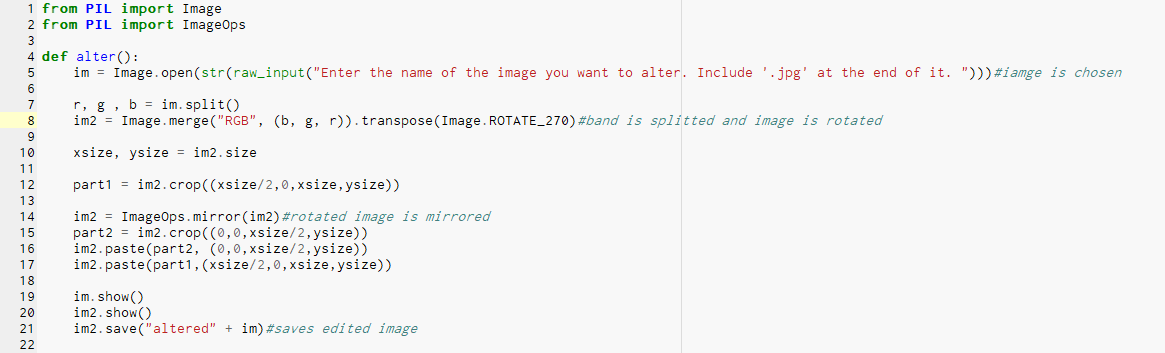 1 from PIL import Image
2 from PIL import ImageOps
3
4 def alter():
5     im = Image.open(str(raw_input("Enter the name of the image you want to alter. Include '.jpg' at the end of it. ")))#iamge is chosen
6
7     r, g , b = im.split()
8     im2 = Image.merge("RGB", (b, g, r)).transpose(Image.ROTATE_270)#band is splitted and image is rotated
9
10     xsize, ysize = im2.size
11
12     part1 = im2.crop((xsize/2,0,xsize,ysize))
13
14     im2 = ImageOps.mirror(im2)#rotated image is mirrored
15     part2 = im2.crop((0,0,xsize/2,ysize))
16     im2.paste(part2, (0,0,xsize/2,ysize))
17     im2.paste(part1,(xsize/2,0,xsize,ysize))
18
19     im.show()
20     im2.show()
21     im2.save("altered" + im)#saves edited image
22